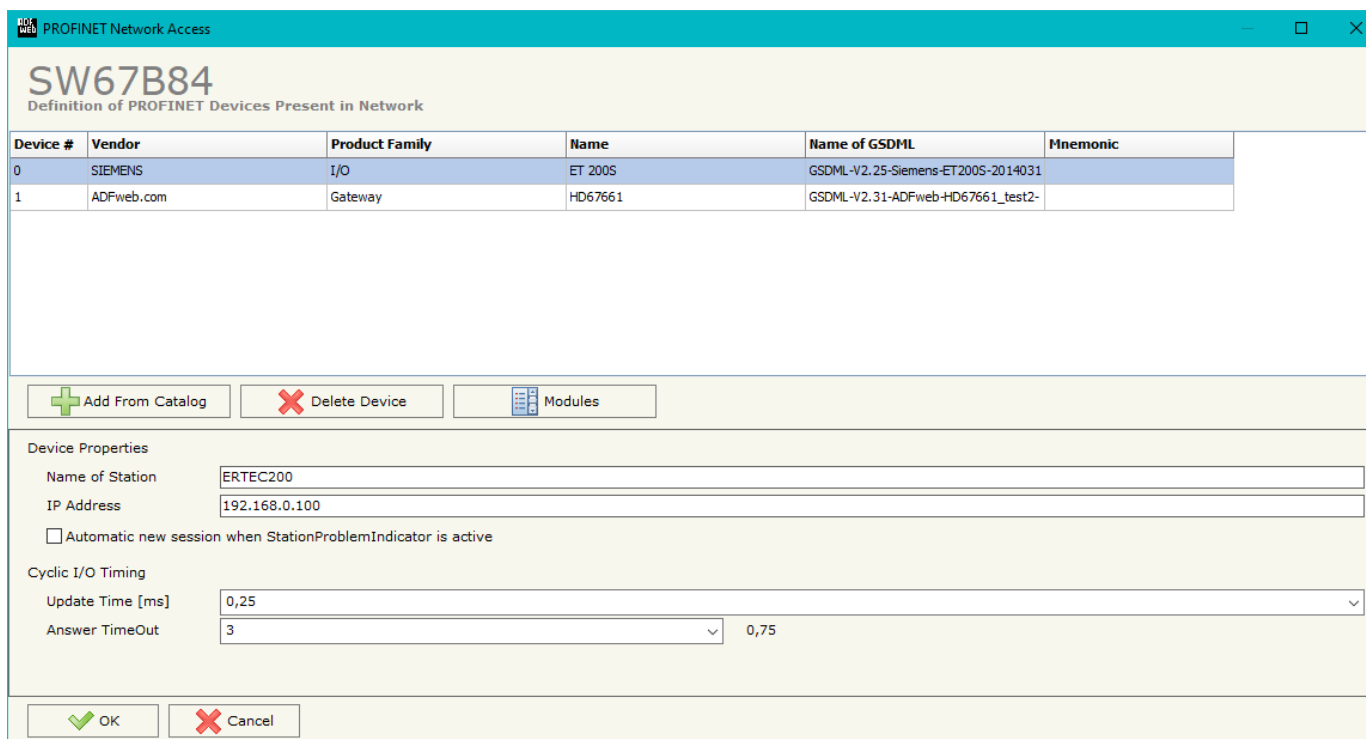 ADF WEB PROFINET Network Access
SW67B84
Definition of PROFINET Devices Present in Network
Device # Vendor Product Family Name Name of GSDML Mnemonic
0 SIEMENS I/O ET 200S GSDML-V2.25-Siemens-ET200S-2014031
1 ADFweb.com Gateway HD67661 GSDML-V2.31-ADFweb-HD67661_test2-
Add From Catalog Delete Device Modules
Device Properties
Name of Station ERTEC200
IP Address 192.168.0.100
Automatic new session when StationProblemIndicator is active
Cyclic I/O Timing
Update Time [ms] 0,25
Answer TimeOut 3 0,75
OK Cancel